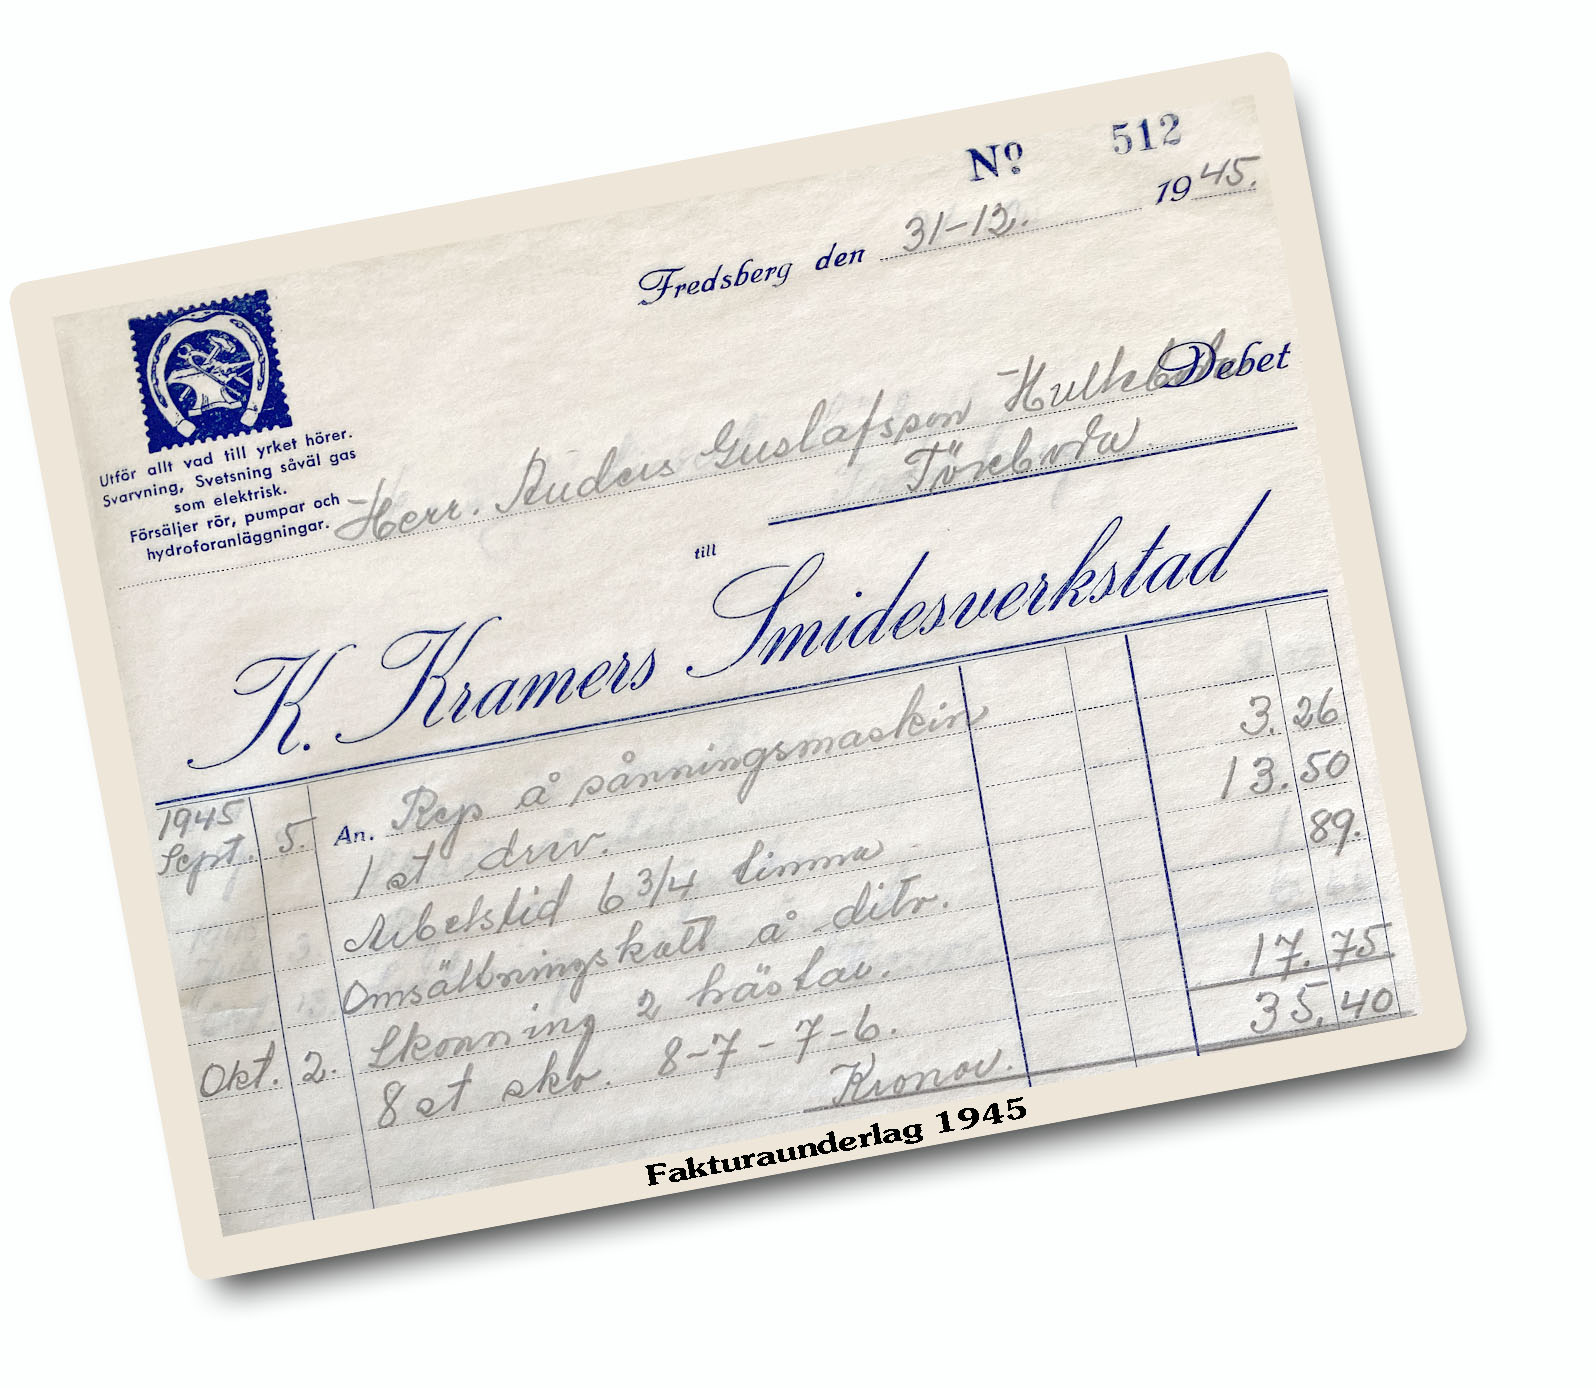 Nº 512
Fredsberg den 31-12. 1945.
Utför allt vad till yrket hörer.
Svarvning, Svetsning såväl gas
som elektrisk.
Försäljer rör, pumpar och
hydroforanläggningar.
Herr. Anders Gustafsson Debet
Töreboda
till
K. Kramers Smidesverkstad
1945
Sept. 5. An. Rep å såningsmaskin
1 st drev. 3.26
Arbetstid 6 3/4 timma 13.50
Omsättningskatt å dito. 89.
Okt. 2. Skoning 2 hästar.
8 st skor. 8-7-7-6. 17.75
Kronor. 35,40
Fakturaunderlag 1945